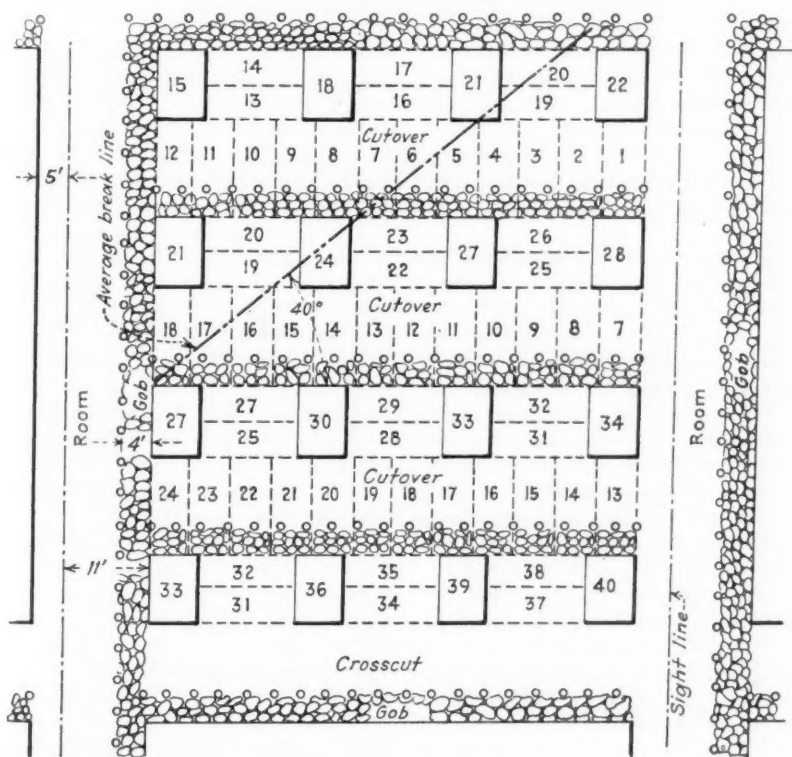 14 17 20
15 18 21 22
13 16 19
Cutover
12 11 10 9 8 7 6 5 4 3 2 1
5'
Average break line
20 23 26
21 24 27 28
19 22 25
40°
Cutover
18 17 16 15 14 13 12 11 10 9 8 7
Gob
Gob
Room
Room
4'
27 29 32
27 30 33 34
25 28 31
Cutover
24 23 22 21 20 19 18 17 16 15 14 13
11'
32 35 38
33 36 39 40
31 34 37
Crosscut
Sight line
Gob